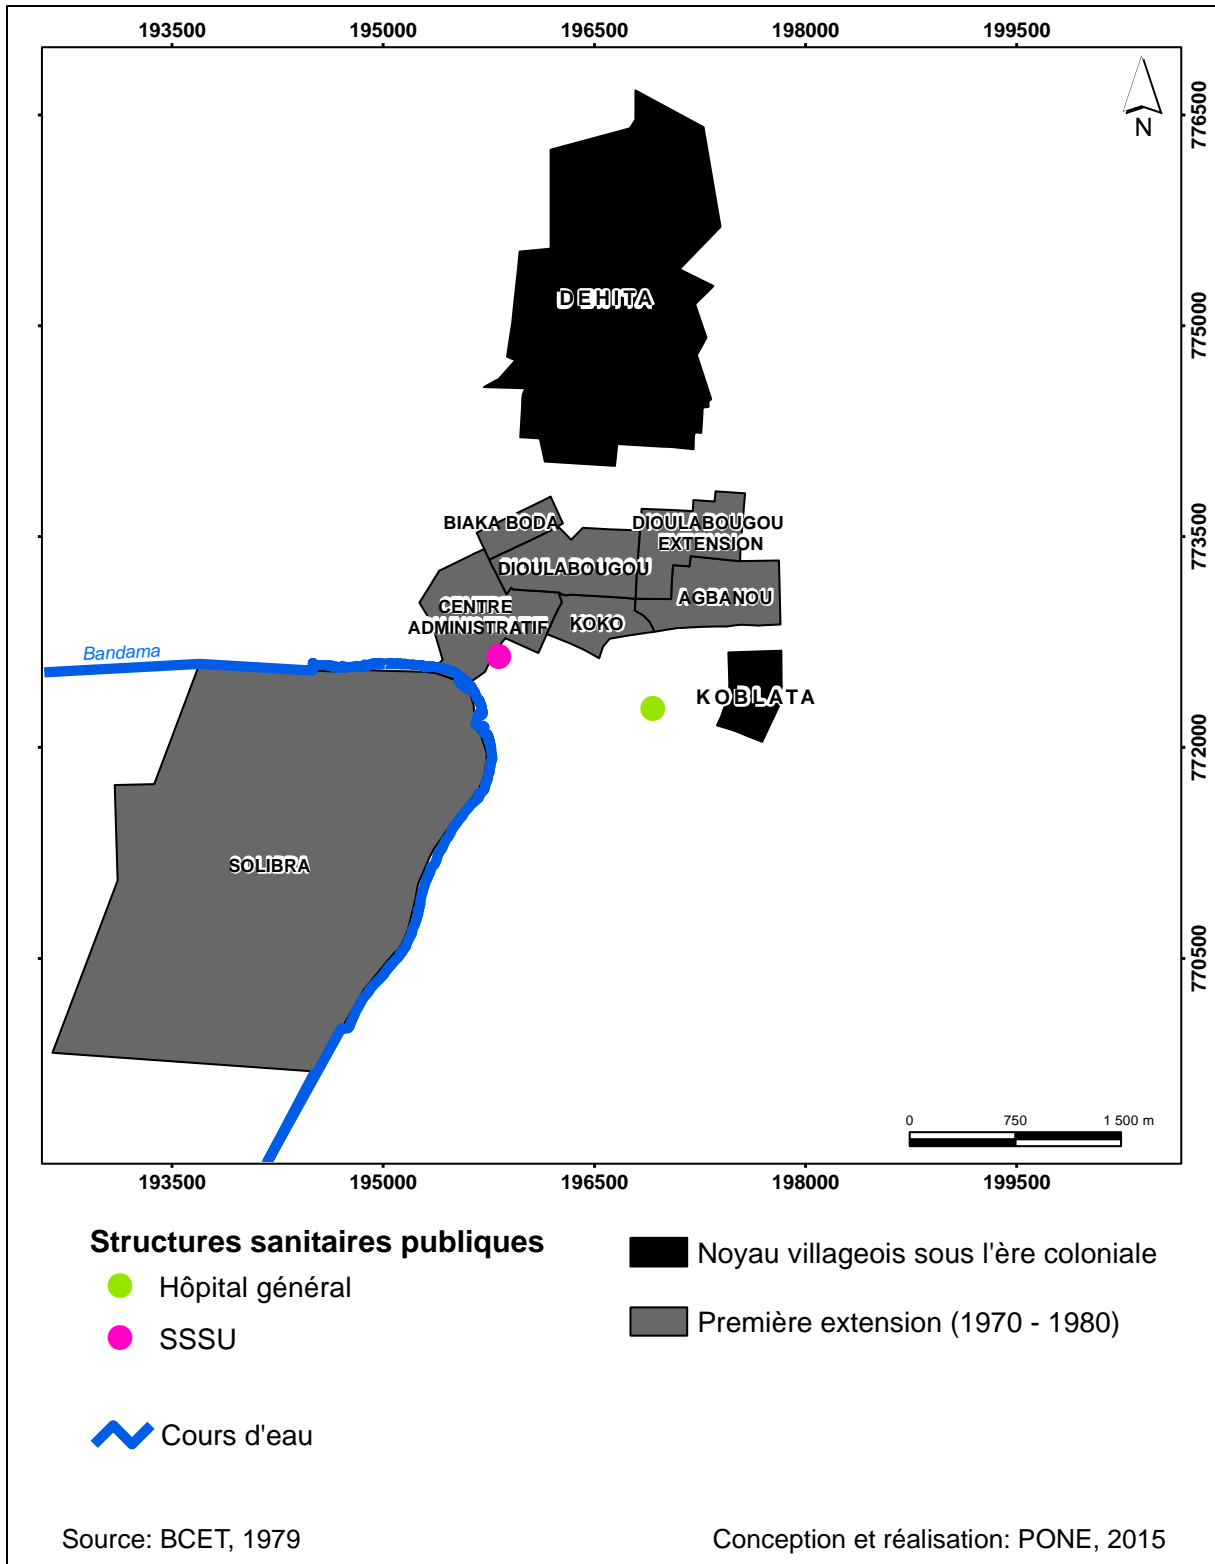 193500 195000 196500 198000 199500
N
776500
DEHITA
775000
BIAKA BODA
DIOULABOUGOU
EXTENSION
773500
DIOULABOUGOU
AGBANOU
CENTRE
ADMINISTRATIF
KOKO
Bandama
KOBLATA
772000
SOLIBRA
770500
0 750 1 500 m
193500 195000 196500 198000 199500
Structures sanitaires publiques
Hôpital général
SSSU
Cours d'eau
Noyau villageois sous l'ère coloniale
Première extension (1970 - 1980)
Source: BCET, 1979
Conception et réalisation: PONE, 2015